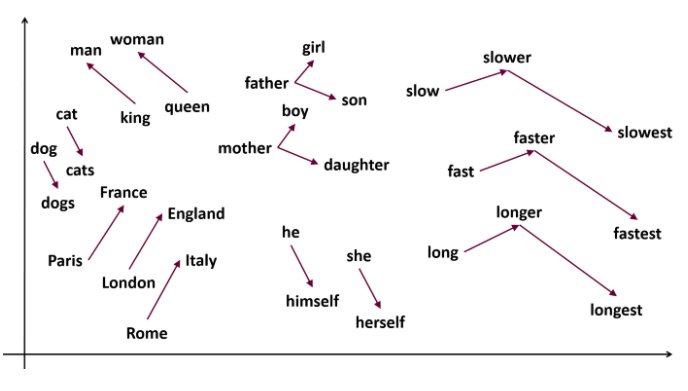 man
woman
king
queen
cat
cats
dog
dogs
France
Paris
England
London
Italy
Rome
girl
father
son
boy
mother
daughter
he
himself
she
herself
slower
slow
slowest
faster
fast
fastest
longer
long
longest